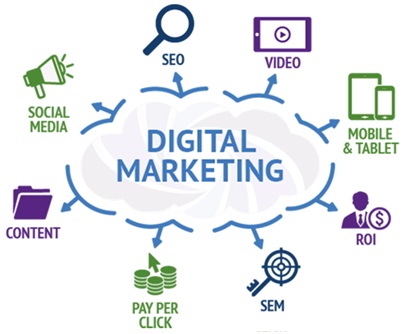 SEO
VIDEO
SOCIAL
MEDIA
MOBILE
& TABLET
DIGITAL
MARKETING
CONTENT
ROI
PAY PER
CLICK
SEM
$